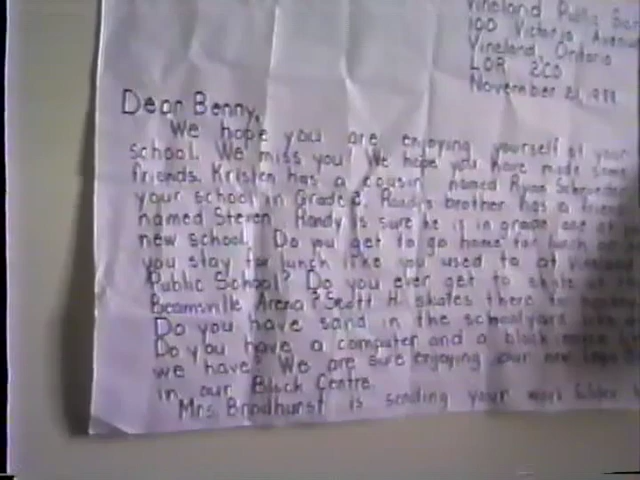 Vineland Public
100 Victoria Avenue
Vineland, Ontario
L0R 2C0
November
Dear Benny,
We hope you are enjoying yourself at your
school. We miss you! We hope you have made some
friends. Kristen has a cousin named Ryan
your school in Grade 2. Randy's brother has a friend
named Steven. Randy is sure he is in grade one at
new school. Do you get to go home for lunch or
you stay for lunch like you used to at Vineland
Public School? Do you ever get to skate at
Beamsville Arena? Scott H. skates there for
Do you have sand in the schoolyard like
Do you have a computer and a block
we have? We are sure enjoying our new
in our Block Centre.
Mrs. Brodhurst is sending your work